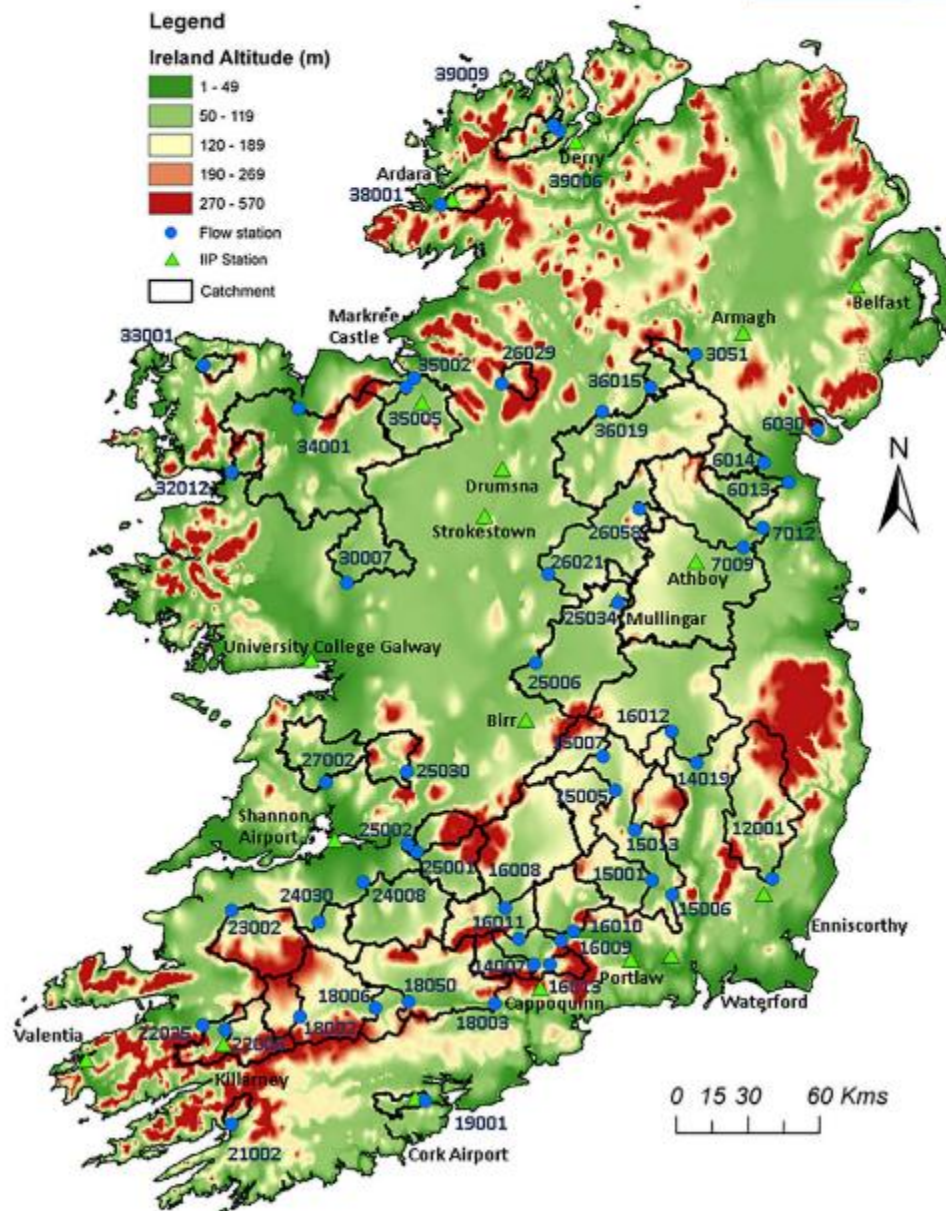 Legend
Ireland Altitude (m)
1 - 49
50 - 119
120 - 189
190 - 269
270 - 570
Flow station
IIP Station
Catchment
39009
Derry
39006
Ardara
38001
Belfast
Armagh
Markree
Castle
33001
35002
26029
3051
36015
35005
34001
36019
6030
N
6014
32012
Drumsna
6013
Strokestown
26058
7012
30007
26021
7009
Athboy
25034
Mullingar
University College Galway
25006
Birr
16012
27002
25030
14019
25005
Shannon
Airport
25002
12001
15013
25001
16008
24030
24008
15001
15006
23002
16011
16010
Enniscorthy
16009
Portlaw
16013
18050
18006
Cappoquinn
Waterford
18003
Valentia
18002
22035
Killarney
0 15 30 60 Kms
19001
21002
Cork Airport